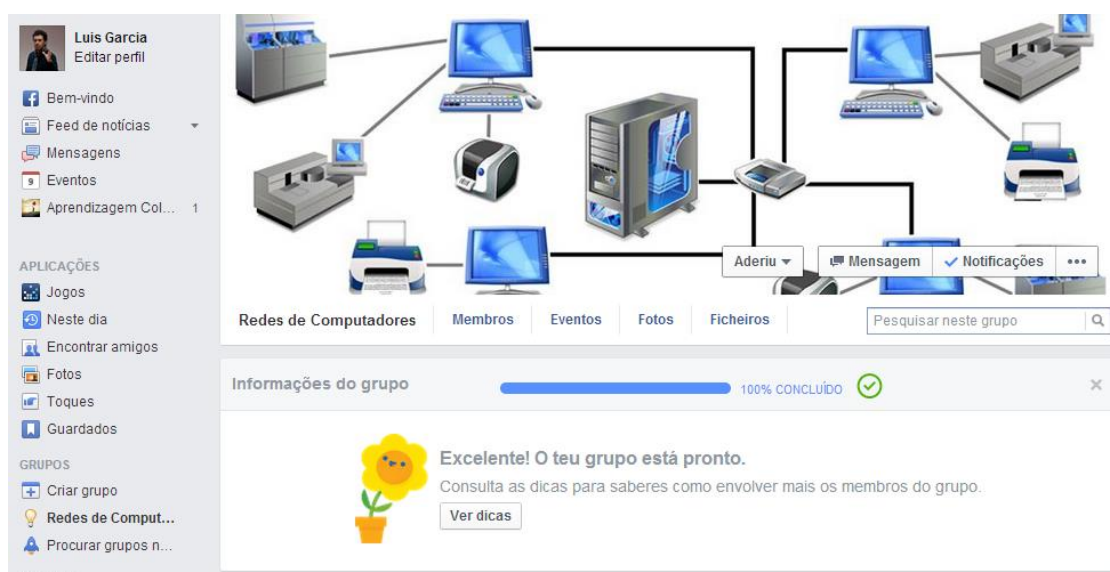 Luis Garcia
Editar perfil
Bem-vindo
Feed de notícias
Mensagens
9 Eventos
Aprendizagem Col... 1
APLICAÇÕES
Jogos
Neste dia
Encontrar amigos
Fotos
Toques
Guardados
GRUPOS
Criar grupo
Redes de Comput...
Procurar grupos n...
Aderiu Mensagem Notificações
Redes de Computadores Membros Eventos Fotos Ficheiros Pesquisar neste grupo
Informações do grupo 100% CONCLUÍDO
Excelente! O teu grupo está pronto.
Consulta as dicas para saberes como envolver mais os membros do grupo.
Ver dicas